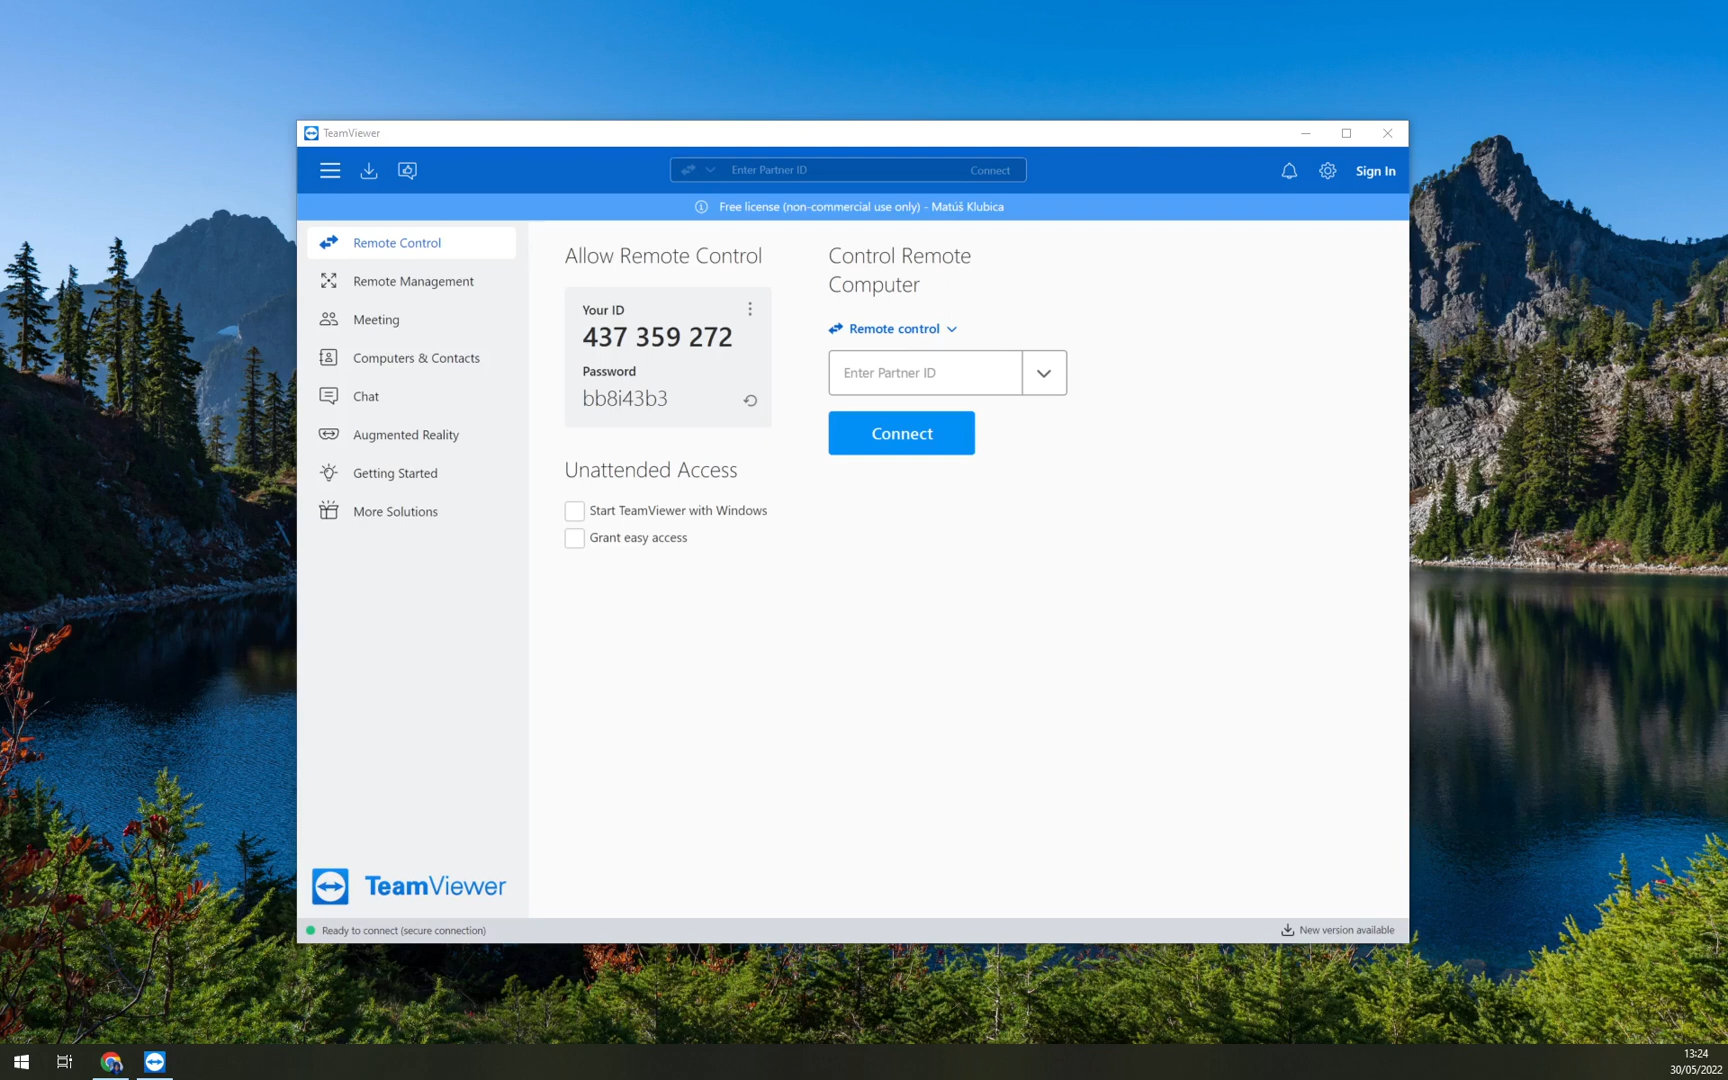 TeamViewer
Enter Partner ID
Connect
Sign In
Free license (non-commercial use only) - Matúš Klubica
Remote Control
Remote Management
Meeting
Computers & Contacts
Chat
Augmented Reality
Getting Started
More Solutions
TeamViewer
Allow Remote Control
Your ID
437 359 272
Password
bb8i43b3
Unattended Access
Start TeamViewer with Windows
Grant easy access
Control Remote
Computer
Remote control
Enter Partner ID
Connect
Ready to connect (secure connection)
New version available
13:24
30/05/2022